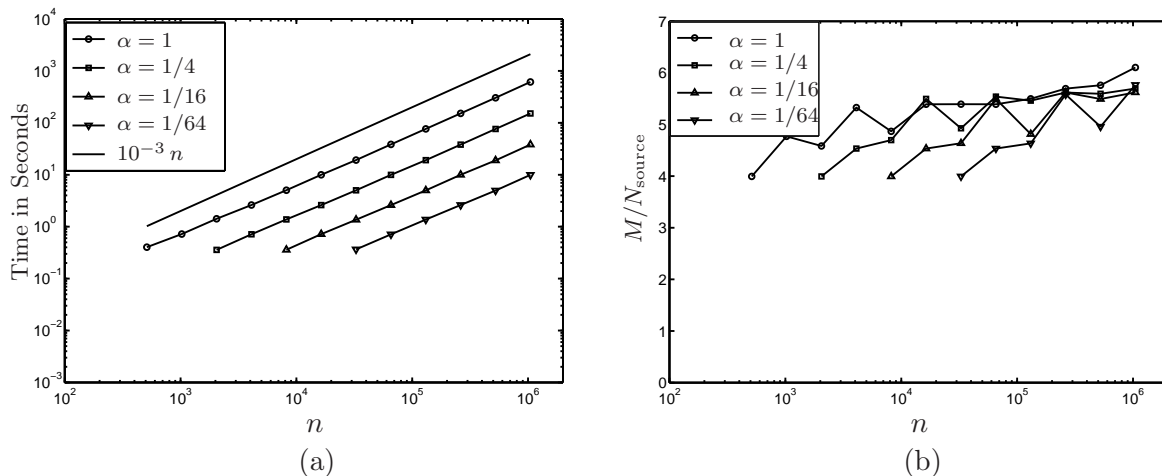 10^4
10^3
10^2
10^1
10^0
10^{-1}
10^{-2}
10^{-3}
Time in Seconds
α = 1
α = 1/4
α = 1/16
α = 1/64
10^{-3} n
10^2 10^3 10^4 10^5 10^6
n
(a)
7
6
5
4
3
2
1
0
M/N_source
α = 1
α = 1/4
α = 1/16
α = 1/64
10^2 10^3 10^4 10^5 10^6
n
(b)